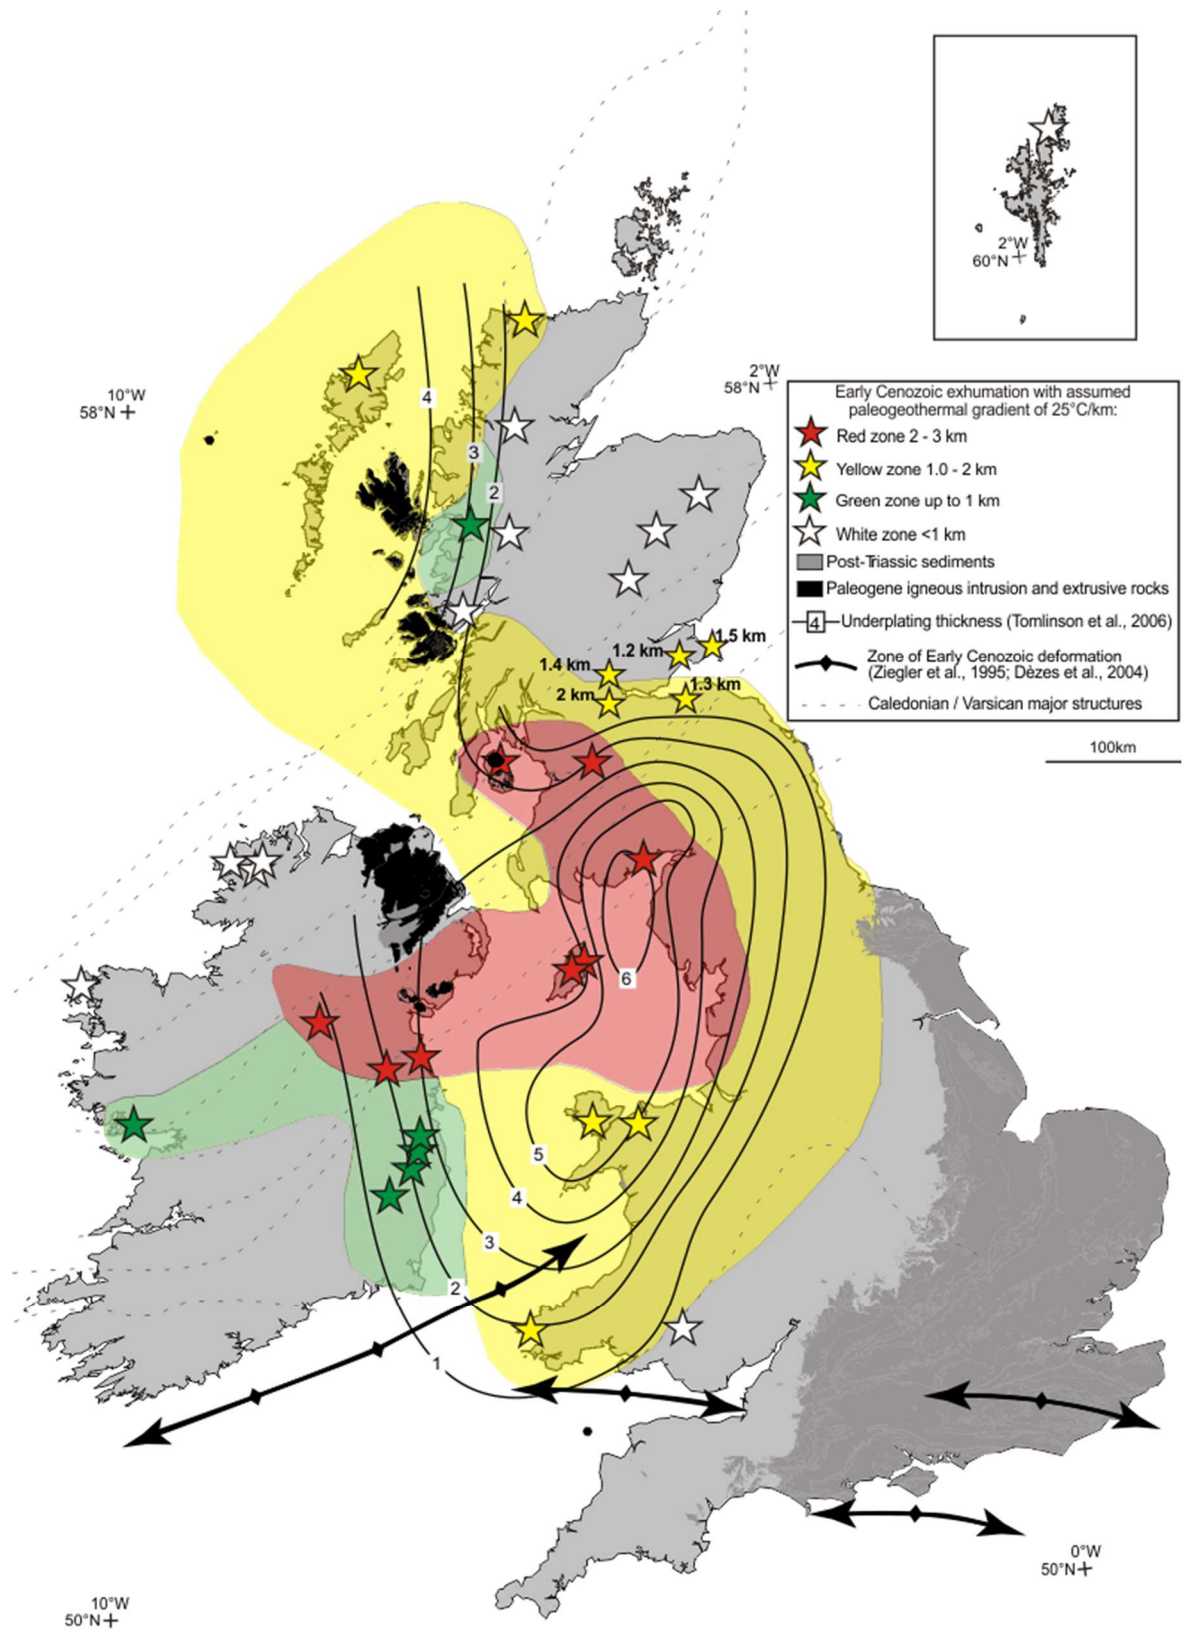 2°W
60°N
10°W
58°N
2°W
58°N
Early Cenozoic exhumation with assumed
paleogeothermal gradient of 25°C/km:
Red zone 2 - 3 km
Yellow zone 1.0 - 2 km
Green zone up to 1 km
White zone <1 km
Post-Triassic sediments
Paleogene igneous intrusion and extrusive rocks
4
Underplating thickness (Tomlinson et al., 2006)
Zone of Early Cenozoic deformation
(Ziegler et al., 1995; Dèzes et al., 2004)
Caledonian / Varsican major structures
100km
4
3
2
1.5 km
1.2 km
1.4 km
1.3 km
2 km
6
5
4
3
2
1
0°W
50°N
10°W
50°N